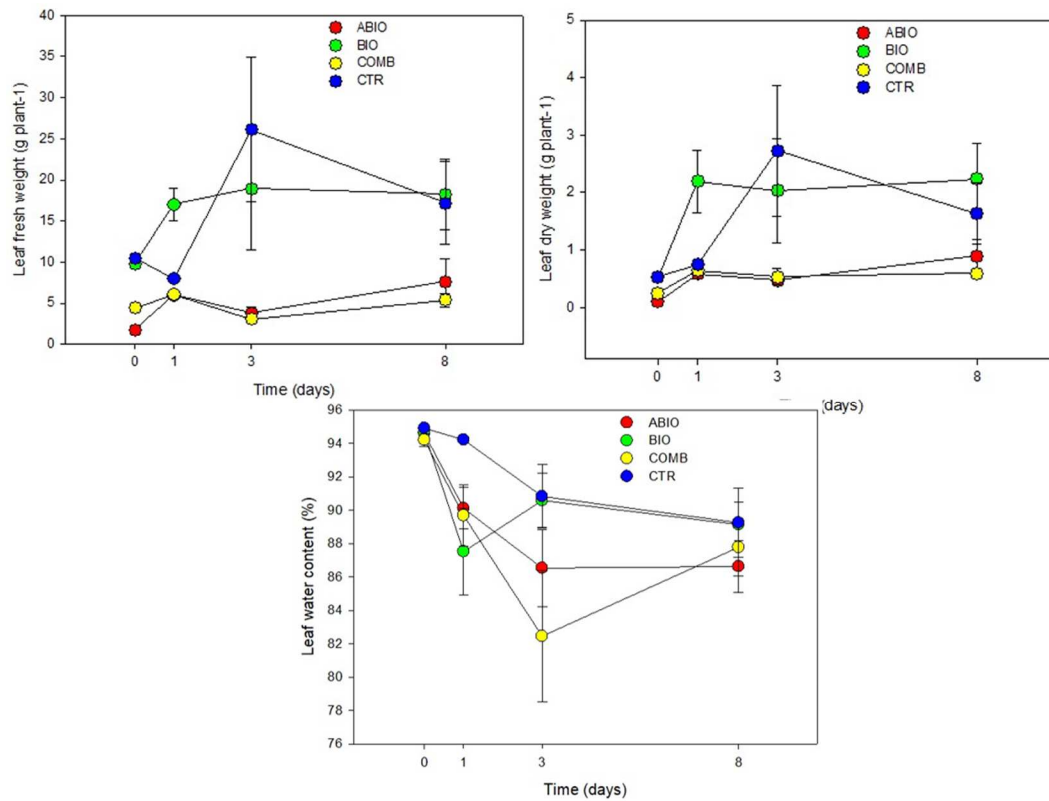 Leaf fresh weight (g plant-1)
40
35
30
25
20
15
10
5
0
ABIO
BIO
COMB
CTR
0 1 3 8
Time (days)
Leaf dry weight (g plant-1)
5
4
3
2
1
0
ABIO
BIO
COMB
CTR
0 1 3 8
(days)
Leaf water content (%)
96
94
92
90
88
86
84
82
80
78
76
ABIO
BIO
COMB
CTR
0 1 3 8
Time (days)